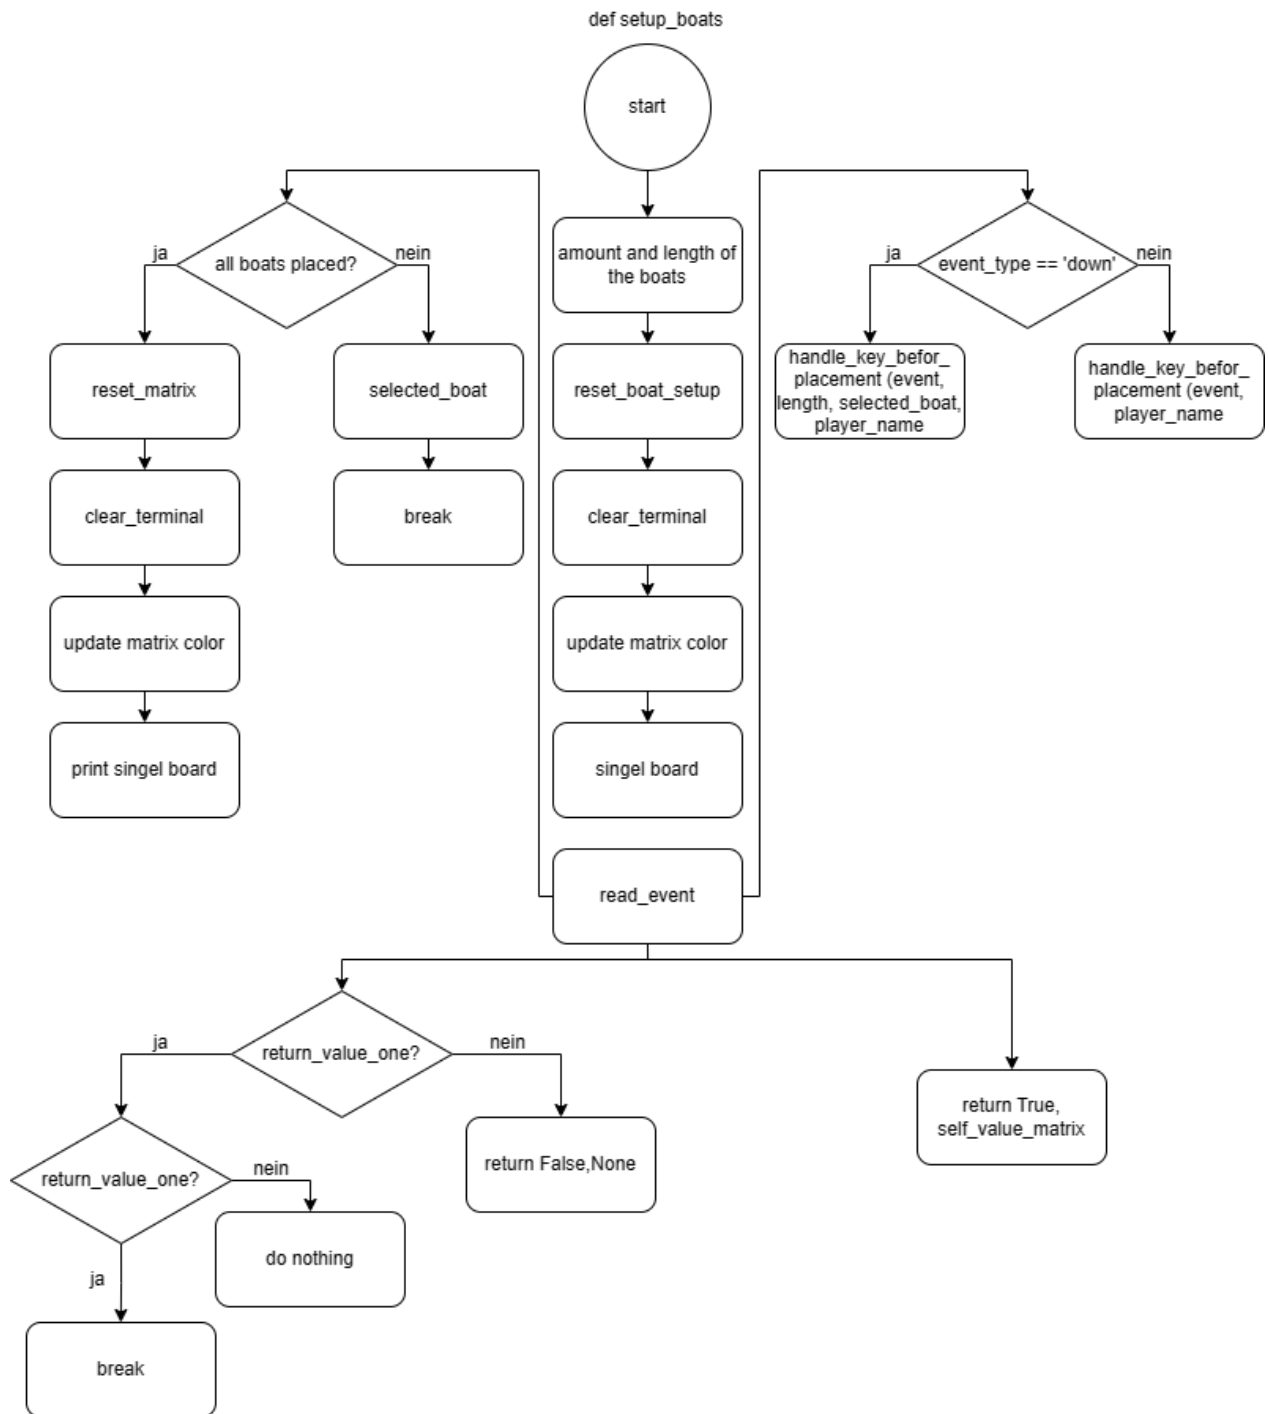 def setup_boats
start
ja
all boats placed?
nein
amount and length of
the boats
ja
event_type == 'down'
nein
reset_matrix
selected_boat
reset_boat_setup
handle_key_befor_
placement (event,
length, selected_boat,
player_name
handle_key_befor_
placement (event,
player_name
clear_terminal
break
clear_terminal
update matrix color
update matrix color
print singel board
singel board
read_event
ja
return_value_one?
nein
return True,
self_value_matrix
return_value_one?
nein
return False,None
do nothing
ja
break